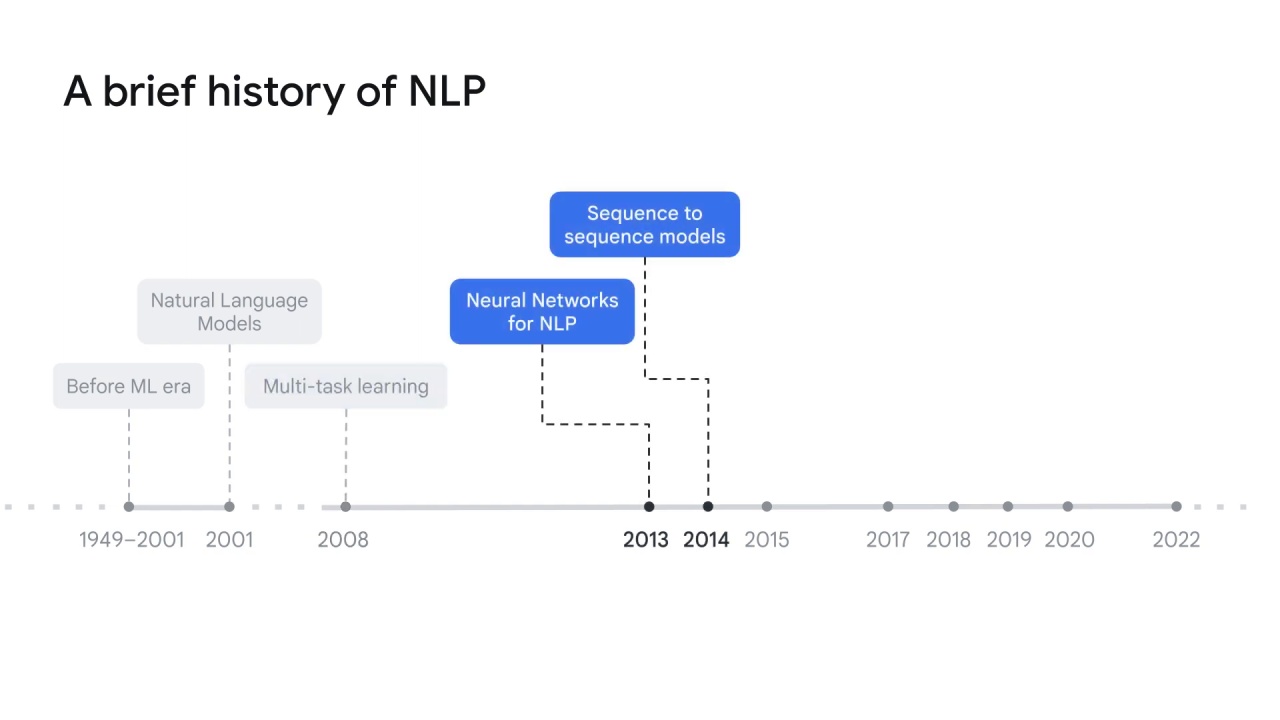 A brief history of NLP
Sequence to
sequence models
Natural Language
Models
Neural Networks
for NLP
Before ML era
Multi-task learning
1949–2001
2001
2008
2013
2014
2015
2017
2018
2019
2020
2022